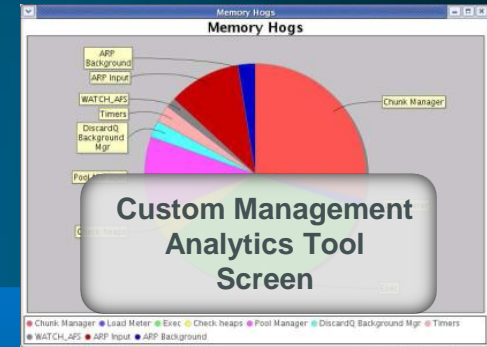 Memory Hogs
Memory Hogs
ARP
Background
ARP Input
WATCH_AFS
Timers
DiscardQ
Background
Mgr
Chunk Manager
Custom Management
Analytics Tool
Screen
Chunk Manager Load Meter Exec Check heaps Pool Manager DiscardQ Background Mgr Timers
WATCH_AFS ARP Input ARP Background